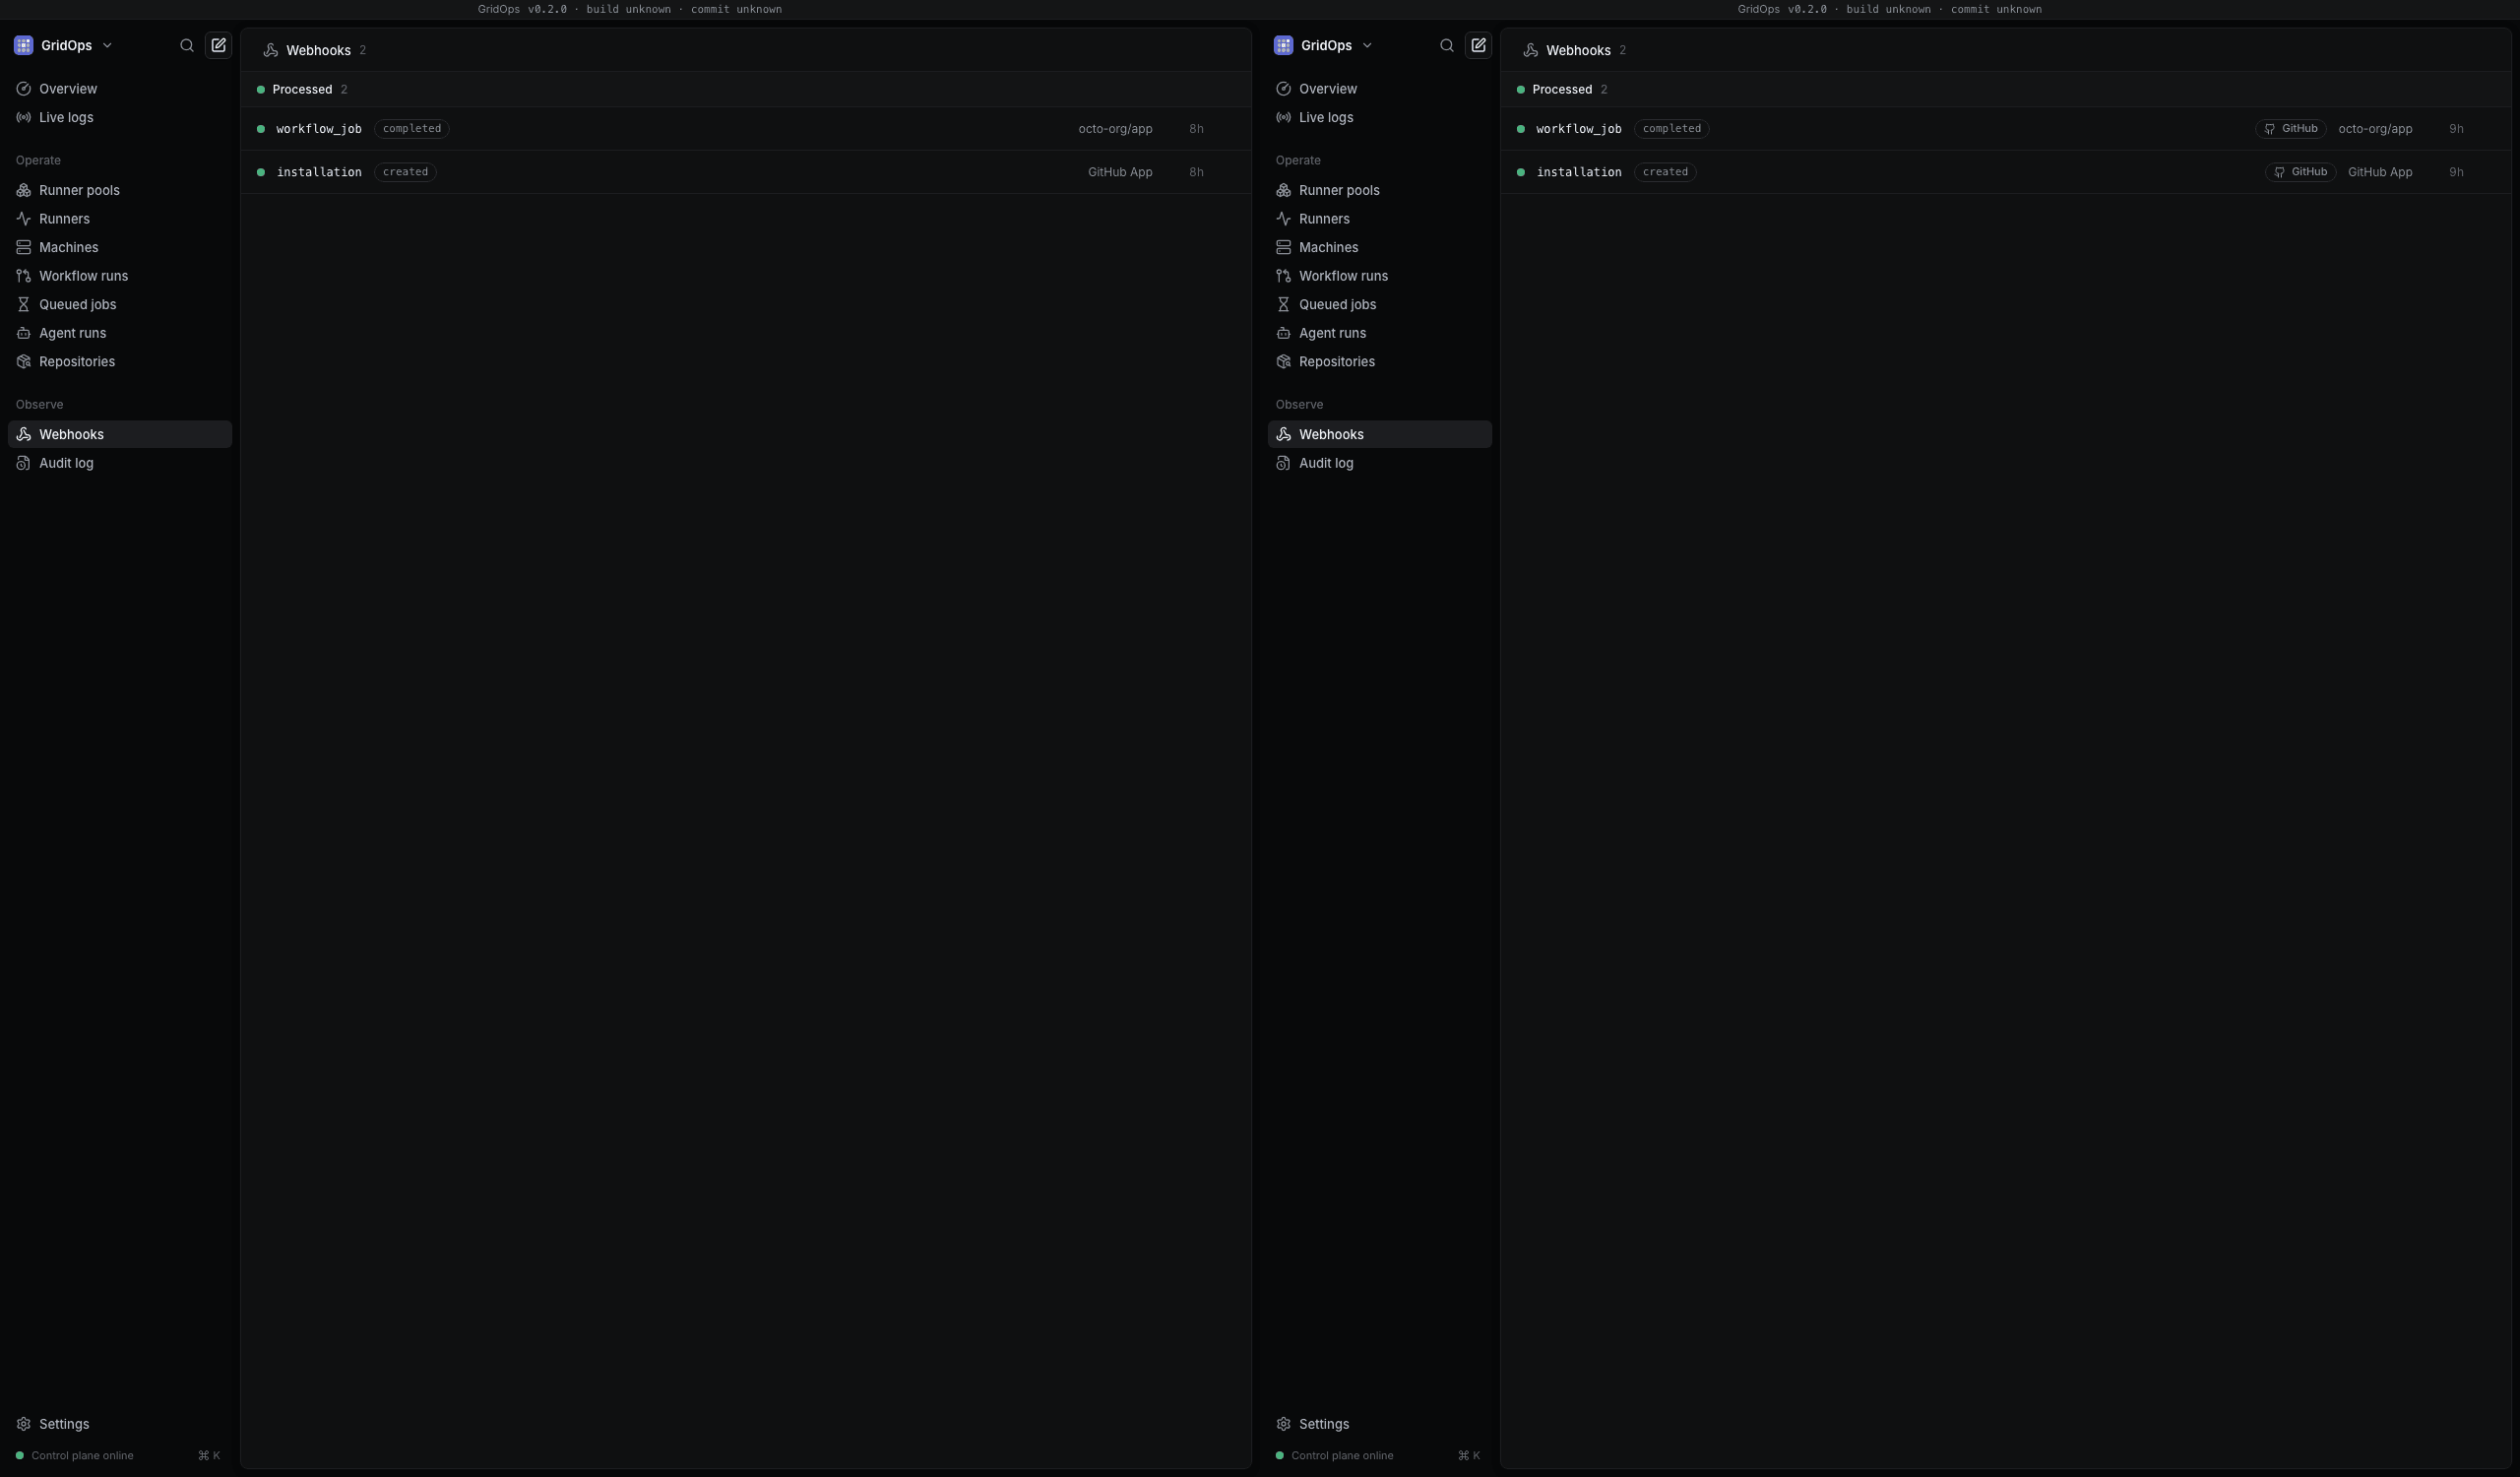 GridOps v0.2.0 · build unknown · commit unknown
GridOps
Overview
Live logs
Operate
Runner pools
Runners
Machines
Workflow runs
Queued jobs
Agent runs
Repositories
Observe
Webhooks
Audit log
Settings
Control plane online ⌘ K
Webhooks 2
Processed 2
workflow_job completed octo-org/app 8h
installation created GitHub App 8h
GridOps v0.2.0 · build unknown · commit unknown
GridOps
Overview
Live logs
Operate
Runner pools
Runners
Machines
Workflow runs
Queued jobs
Agent runs
Repositories
Observe
Webhooks
Audit log
Settings
Control plane online ⌘ K
Webhooks 2
Processed 2
workflow_job completed GitHub octo-org/app 9h
installation created GitHub GitHub App 9h